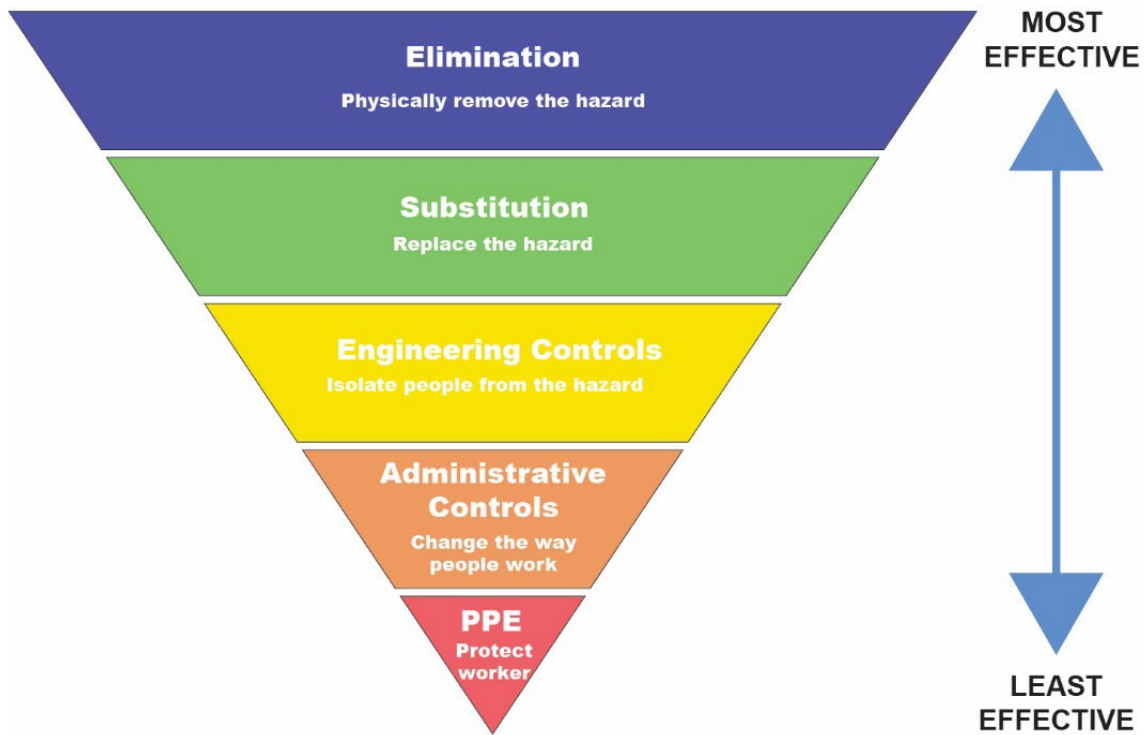 Elimination
Physically remove the hazard
Substitution
Replace the hazard
Engineering Controls
Isolate people from the hazard
Administrative
Controls
Change the way
people work
PPE
Protect
worker
MOST
EFFECTIVE
LEAST
EFFECTIVE